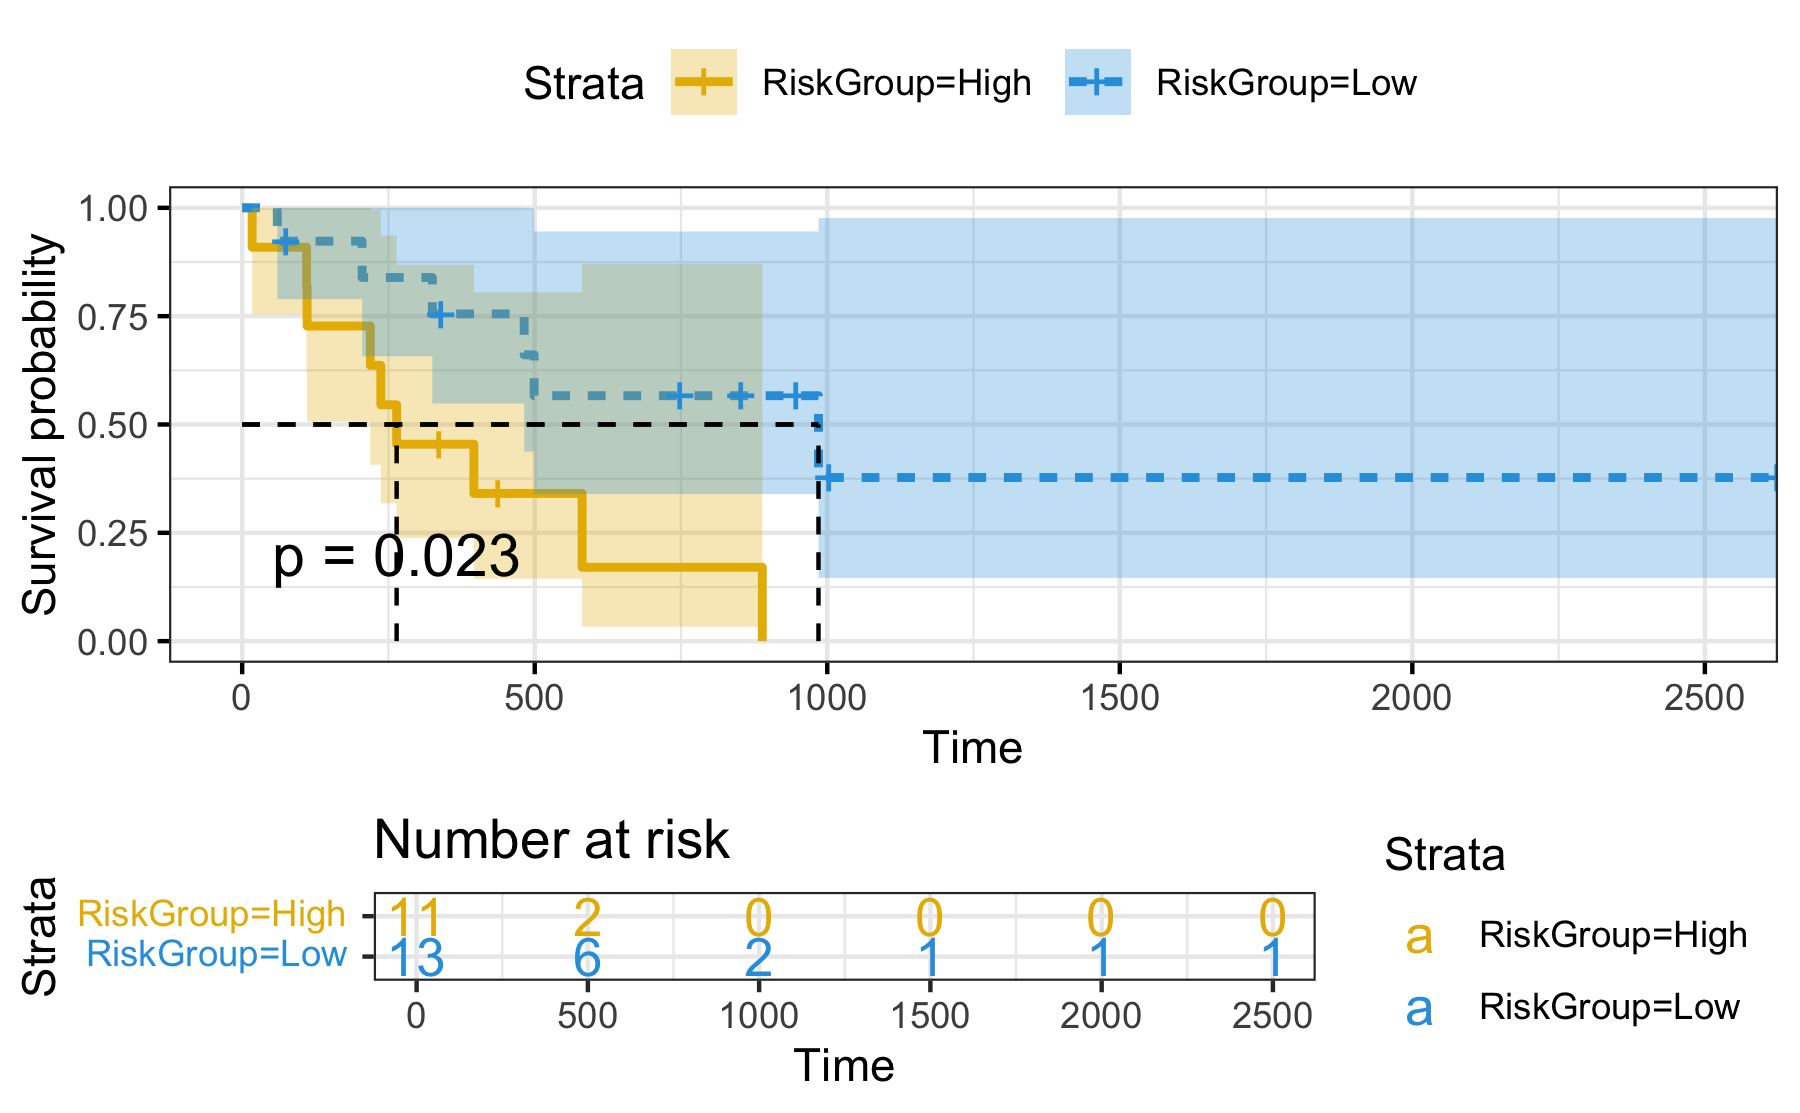 Strata RiskGroup=High RiskGroup=Low
Survival probability
1.00
0.75
0.50
0.25
0.00
p = 0.023
0 500 1000 1500 2000 2500
Time
Number at risk
Strata
RiskGroup=High 11 2 0 0 0 0
RiskGroup=Low 13 6 2 1 1 1
0 500 1000 1500 2000 2500
Time
Strata
a RiskGroup=High
a RiskGroup=Low